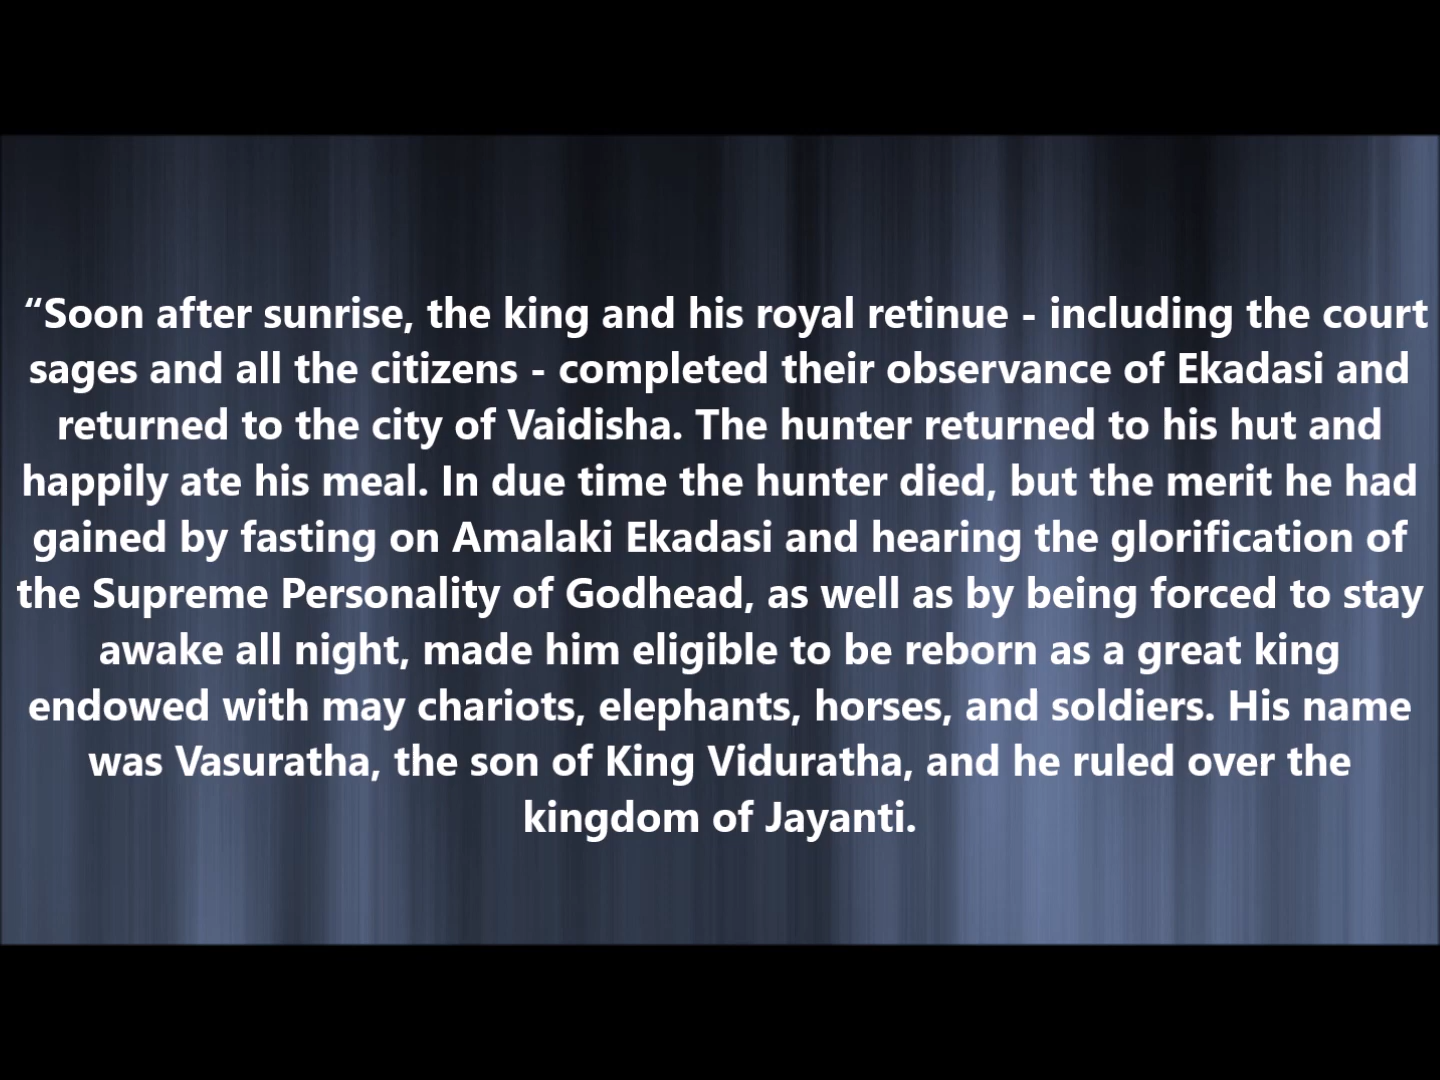 “Soon after sunrise, the king and his royal retinue - including the court
sages and all the citizens - completed their observance of Ekadasi and
returned to the city of Vaidisha. The hunter returned to his hut and
happily ate his meal. In due time the hunter died, but the merit he had
gained by fasting on Amalaki Ekadasi and hearing the glorification of
the Supreme Personality of Godhead, as well as by being forced to stay
awake all night, made him eligible to be reborn as a great king
endowed with may chariots, elephants, horses, and soldiers. His name
was Vasuratha, the son of King Viduratha, and he ruled over the
kingdom of Jayanti.